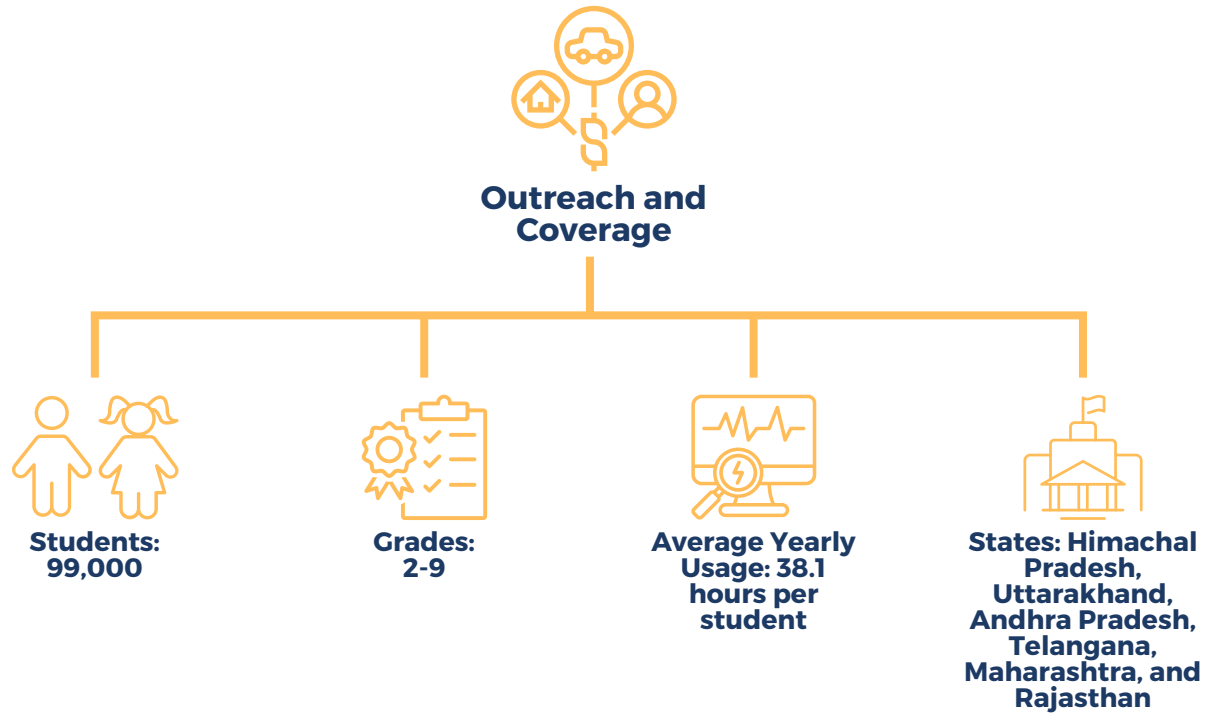 Outreach and
Coverage
Students:
99,000
Grades:
2-9
Average Yearly
Usage: 38.1
hours per
student
States: Himachal
Pradesh,
Uttarakhand,
Andhra Pradesh,
Telangana,
Maharashtra, and
Rajasthan